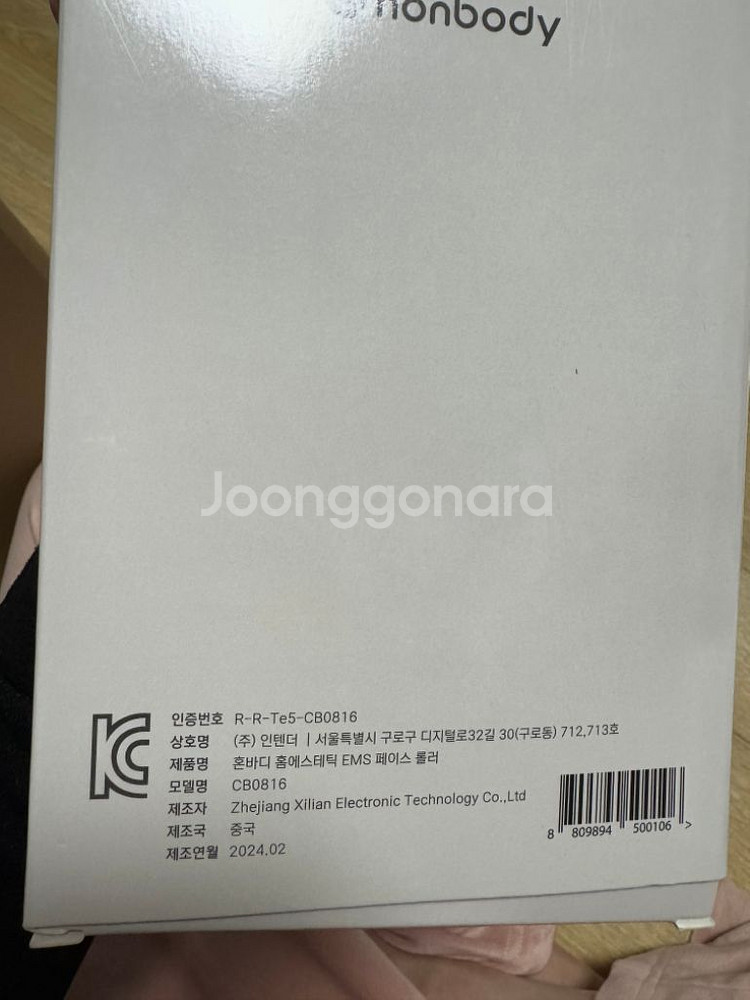 honbody
Joonggonara
인증번호 R-R-Te5-CB0816
상호명 (주) 인텐더 | 서울특별시 구로구 디지털로32길 30(구로동) 712,713호
제품명 혼바디 홈에스테틱 EMS 페이스 롤러
모델명 CB0816
제조자 Zhejiang Xilian Electronic Technology Co.,Ltd
제조국 중국
제조연월 2024.02
8 809894 500106 >